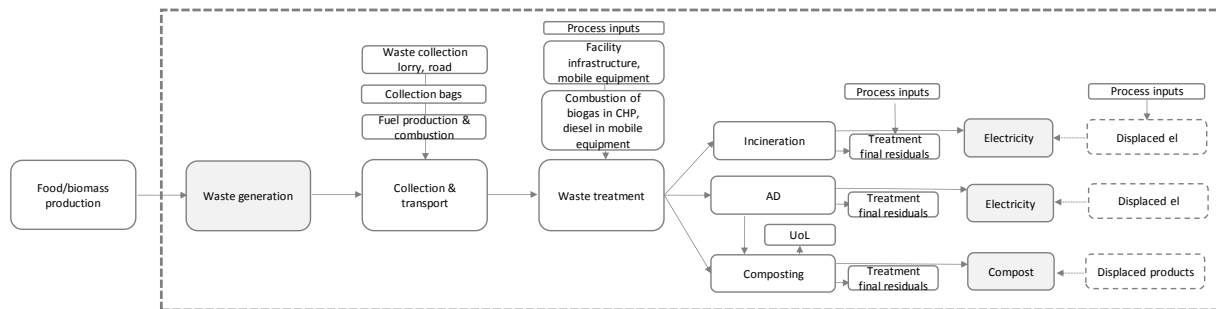 Process inputs
Waste collection
lorry, road
Facility
infrastructure,
mobile equipment
Collection bags
Combustion of
biogas in CHP,
diesel in mobile
equipment
Fuel production &
combustion
Process inputs
Process inputs
Incineration
Treatment
final residuals
Electricity
Displaced el
Food/biomass
production
Waste generation
Collection &
transport
Waste treatment
AD
Treatment
final residuals
Electricity
Displaced el
UoL
Composting
Treatment
final residuals
Compost
Displaced products